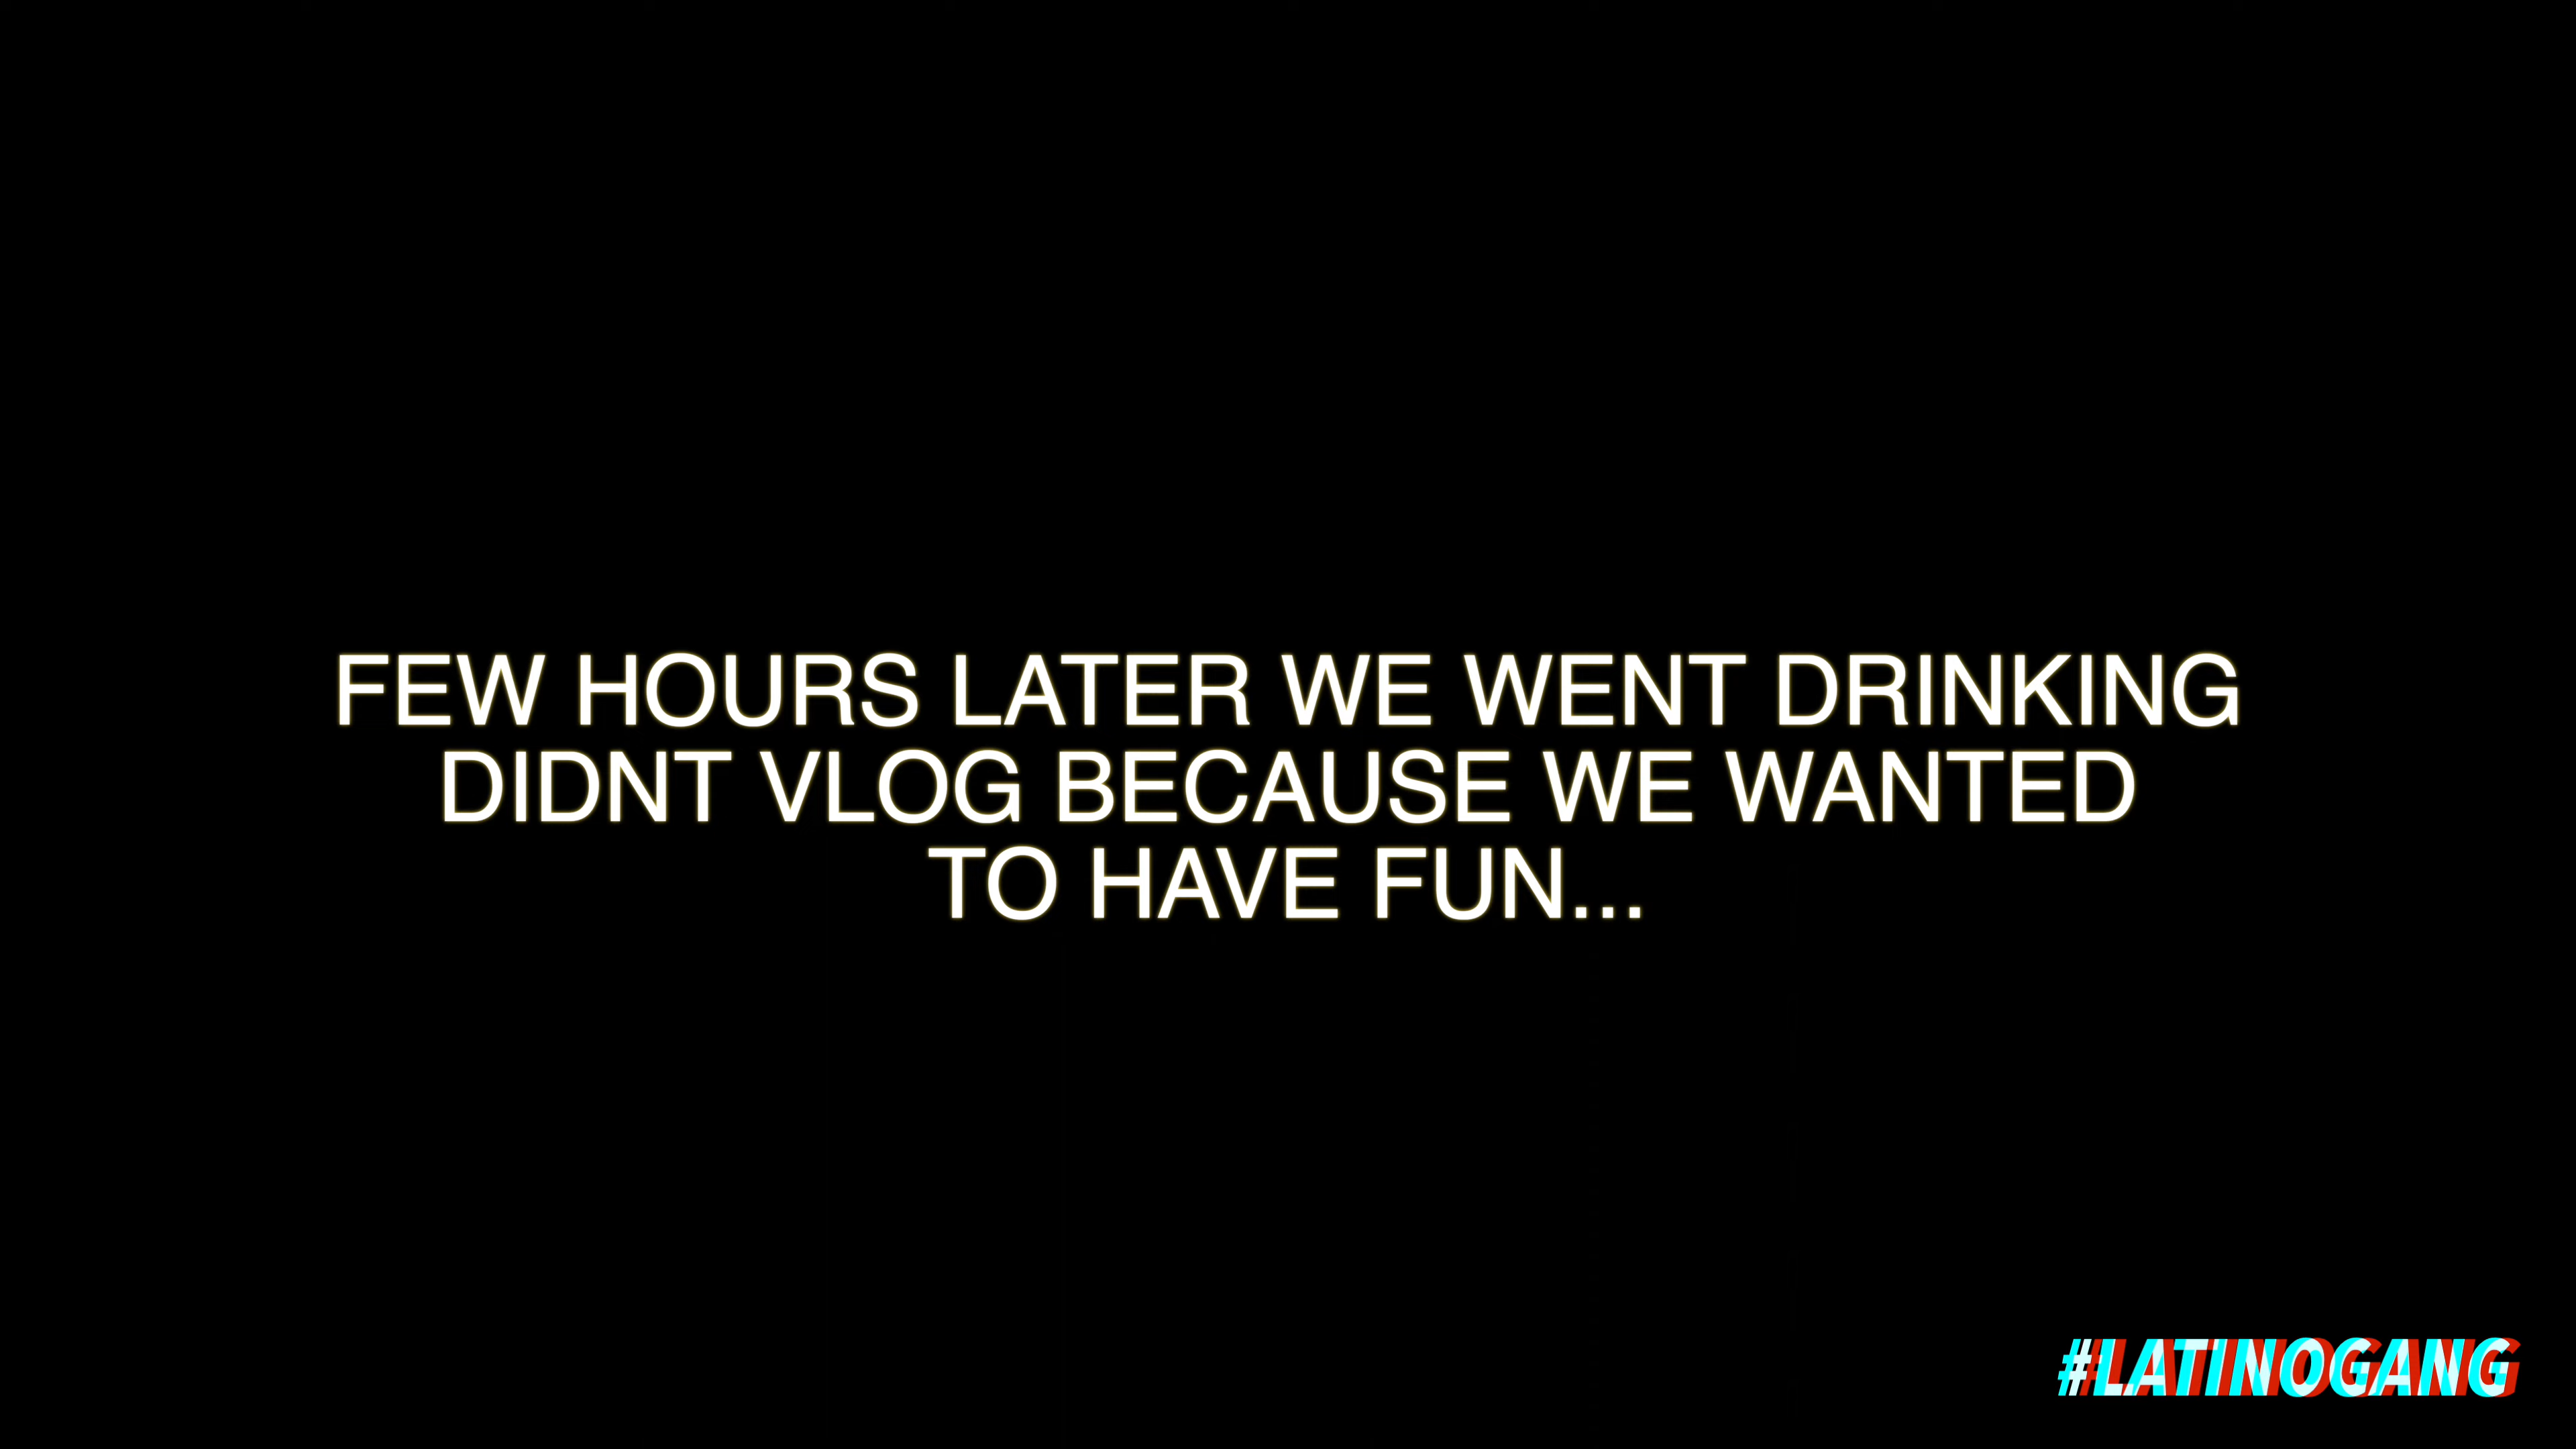 FEW HOURS LATER WE WENT DRINKING
DIDNT VLOG BECAUSE WE WANTED
TO HAVE FUN...
#LATINOGANG